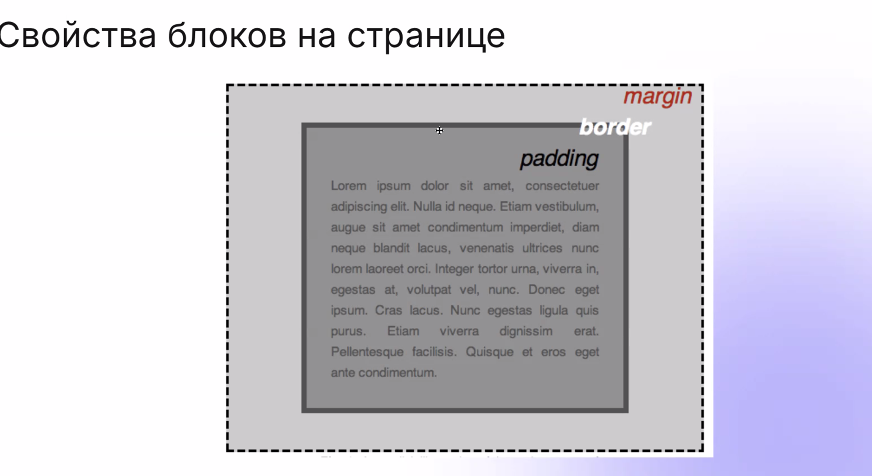 Свойства блоков на странице
margin
border
padding
Lorem ipsum dolor sit amet, consectetuer
adipiscing elit. Nulla id neque. Etiam vestibulum,
augue sit amet condimentum imperdiet, diam
neque blandit lacus, venenatis ultrices nunc
lorem laoreet orci. Integer tortor urna, viverra in,
egestas at, volutpat vel, nunc. Donec eget
ipsum. Cras lacus. Nunc egestas ligula quis
purus. Etiam viverra dignissim erat.
Pellentesque facilisis. Quisque et eros eget
ante condimentum.